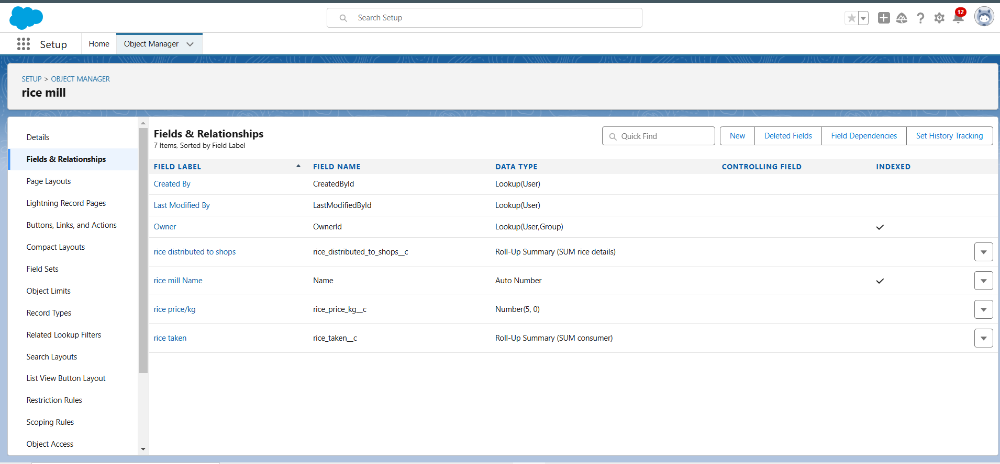 Search Setup
12
Setup
Home
Object Manager
SETUP > OBJECT MANAGER
rice mill
Details
Fields & Relationships
Page Layouts
Lightning Record Pages
Buttons, Links, and Actions
Compact Layouts
Field Sets
Object Limits
Record Types
Related Lookup Filters
Search Layouts
List View Button Layout
Restriction Rules
Scoping Rules
Object Access
Fields & Relationships
7 Items, Sorted by Field Label
Quick Find
New
Deleted Fields
Field Dependencies
Set History Tracking
FIELD LABEL FIELD NAME DATA TYPE CONTROLLING FIELD INDEXED
Created By CreatedById Lookup(User)
Last Modified By LastModifiedById Lookup(User)
Owner OwnerId Lookup(User,Group)
rice distributed to shops rice_distributed_to_shops__c Roll-Up Summary (SUM rice details)
rice mill Name Name Auto Number
rice price/kg rice_price_kg__c Number(5, 0)
rice taken rice_taken__c Roll-Up Summary (SUM consumer)